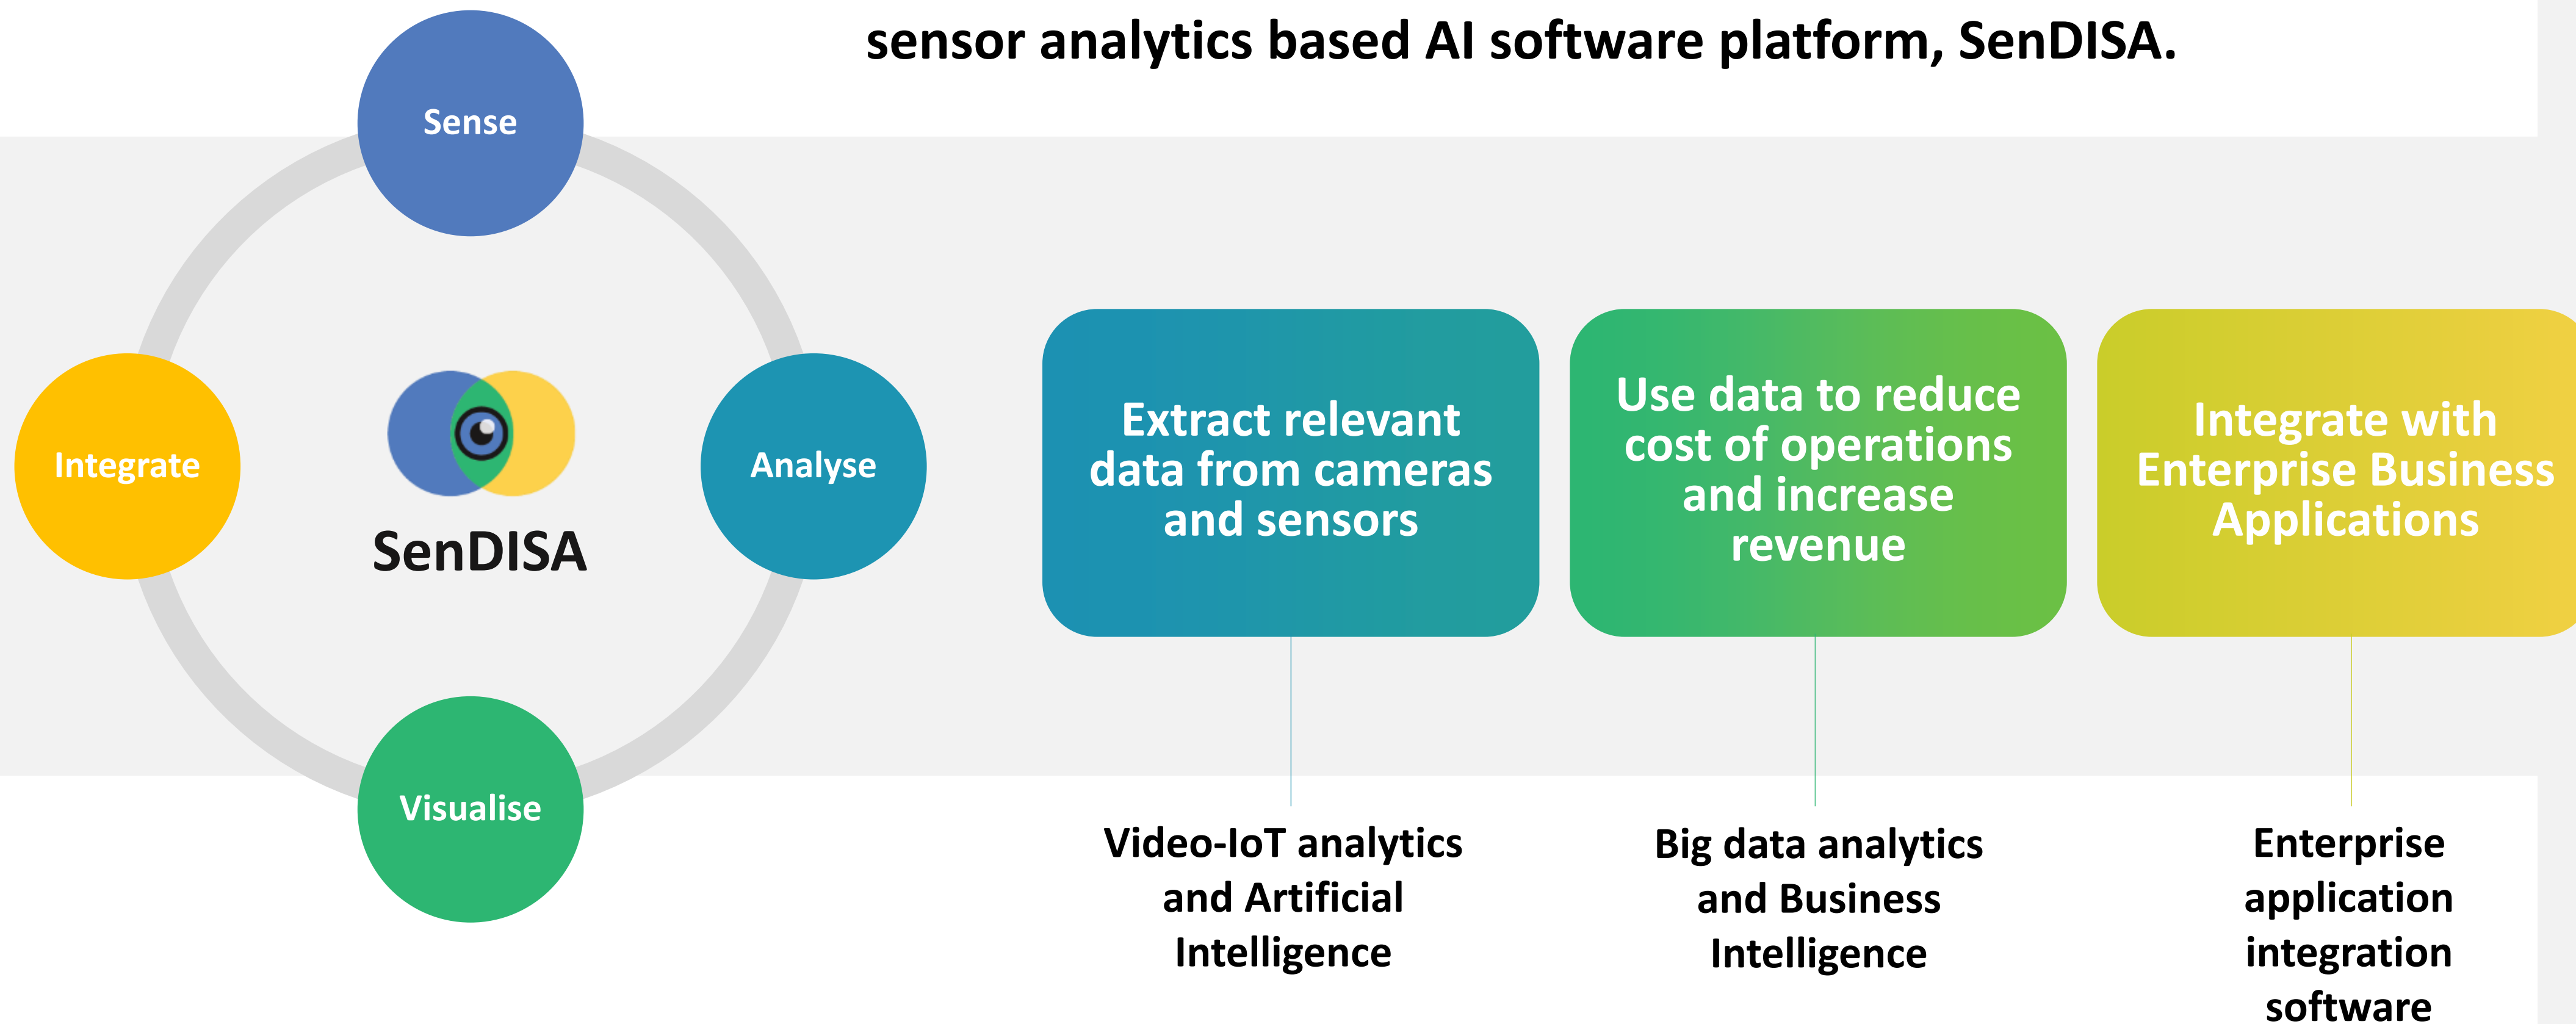 sensor analytics based AI software platform, SenDISA.
Sense
Integrate
SenDISA
Analyse
Visualise
Extract relevant
data from cameras
and sensors
Use data to reduce
cost of operations
and increase
revenue
Integrate with
Enterprise Business
Applications
Video-IoT analytics
and Artificial
Intelligence
Big data analytics
and Business
Intelligence
Enterprise
application
integration
software